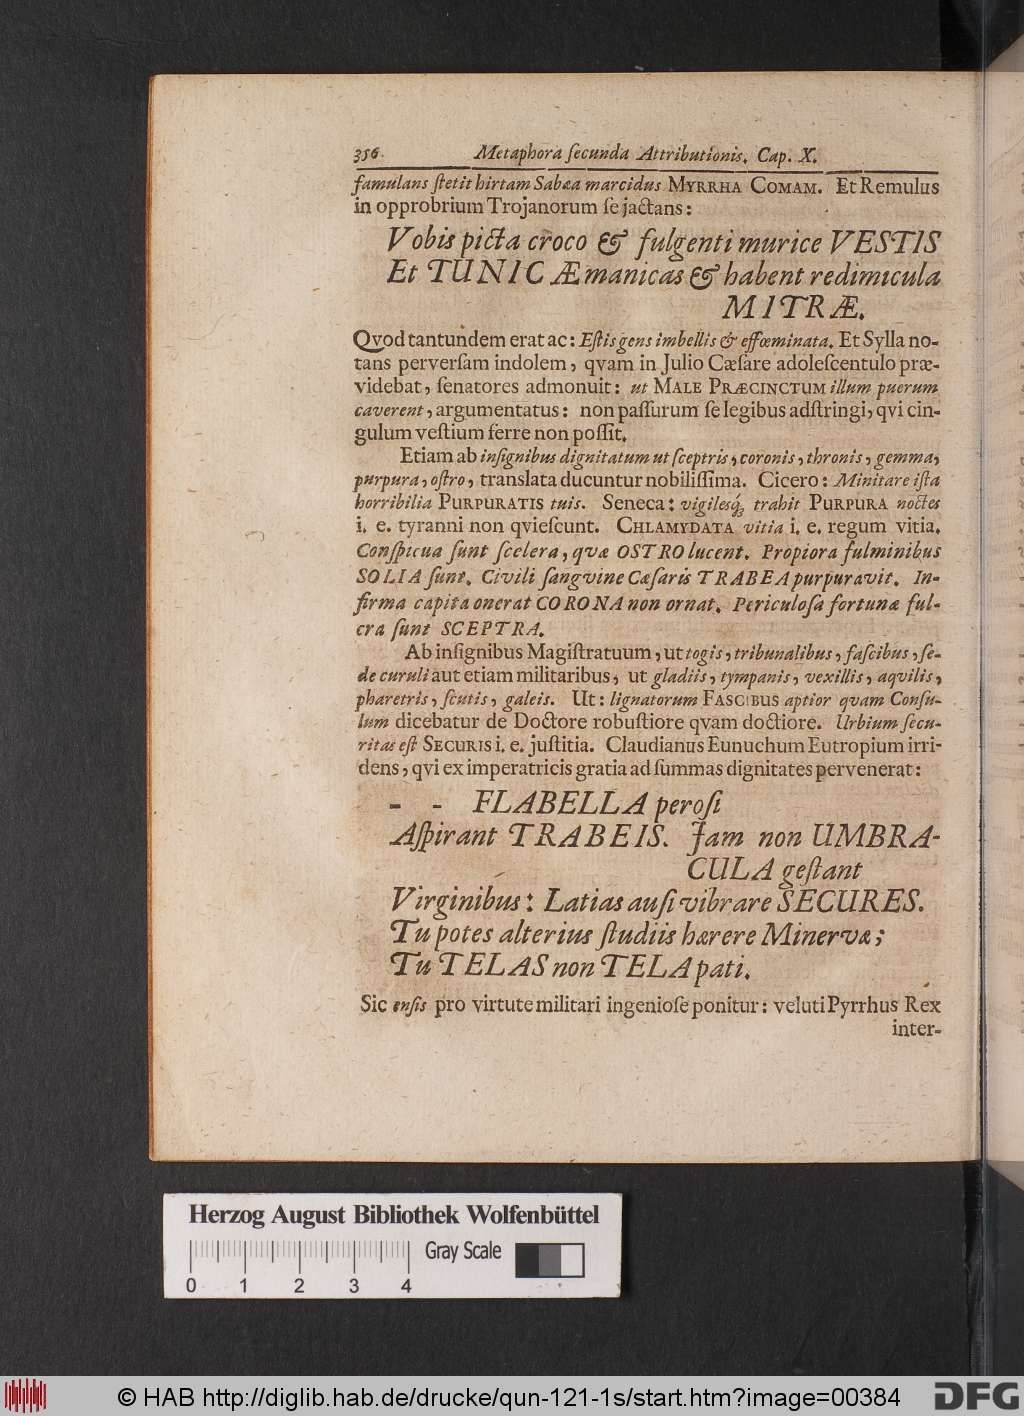 356. Metaphora ſecunda Attributionis. Cap. X.
famulans ſtetit hirtam Sabæa marcidus MYRRHA COMAM. Et Remulus
in opprobrium Trojanorum ſe jactans:
Vobis picta croco & fulgenti murice VESTIS
Et TUNICÆ manicas & habent redimicula
MITRÆ.
Qvod tantundem erat ac: Eſtis gens imbellis & effœminata. Et Sylla no-
tans perverſam indolem, qvam in Julio Cæſare adoleſcentulo præ-
videbat, ſenatores admonuit: ut MALE PRÆCINCTUM illum puerum
caverent, argumentatus: non paſſurum ſe legibus adſtringi, qvi cin-
gulum veſtium ferre non poſſit.
Etiam ab inſignibus dignitatum ut ſceptris, coronis, thronis, gemma,
purpura, oſtro, translata ducuntur nobiliſſima. Cicero: Minitare iſta
horribilia PURPURATIS tuis. Seneca: vigilesq́; trahit PURPURA noctes
i. e. tyranni non qvieſcunt. CHLAMYDATA vitia i. e. regum vitia.
Conſpicua ſunt ſcelera, qvæ OSTRO lucent. Propiora fulminibus
SOLIA ſunt. Civili ſangvine Cæſaris TRABEA purpuravit. In-
firma capita onerat CORONA non ornat. Periculoſæ fortunæ ful-
cra ſunt SCEPTRA.
Ab inſignibus Magiſtratuum, ut togis, tribunalibus, faſcibus, ſe-
de curuli aut etiam militaribus, ut gladiis, tympanis, vexillis, aqvilis,
pharetris, ſcutis, galeis. Ut: lignatorum FASCIBUS aptior qvam Conſu-
lum dicebatur de Doctore robuſtiore qvam doctiore. Urbium ſecu-
ritas eſt SECURIS i. e. juſtitia. Claudianus Eunuchum Eutropium irri-
dens, qvi ex imperatricis gratia ad ſummas dignitates pervenerat:
- - FLABELLA peroſi
Aſpirant TRABEIS. Jam non UMBRA-
CULA geſtant
Virginibus: Latias auſi vibrare SECURES.
Tu potes alterius ſtudiis hærere Minervæ;
Tu TELAS non TELA pati.
Sic enſis pro virtute militari ingenioſe ponitur: veluti Pyrrhus Rex
inter-
Herzog August Bibliothek Wolfenbüttel
Gray Scale
0 1 2 3 4
© HAB http://diglib.hab.de/drucke/qun-121-1s/start.htm?image=00384
DFG